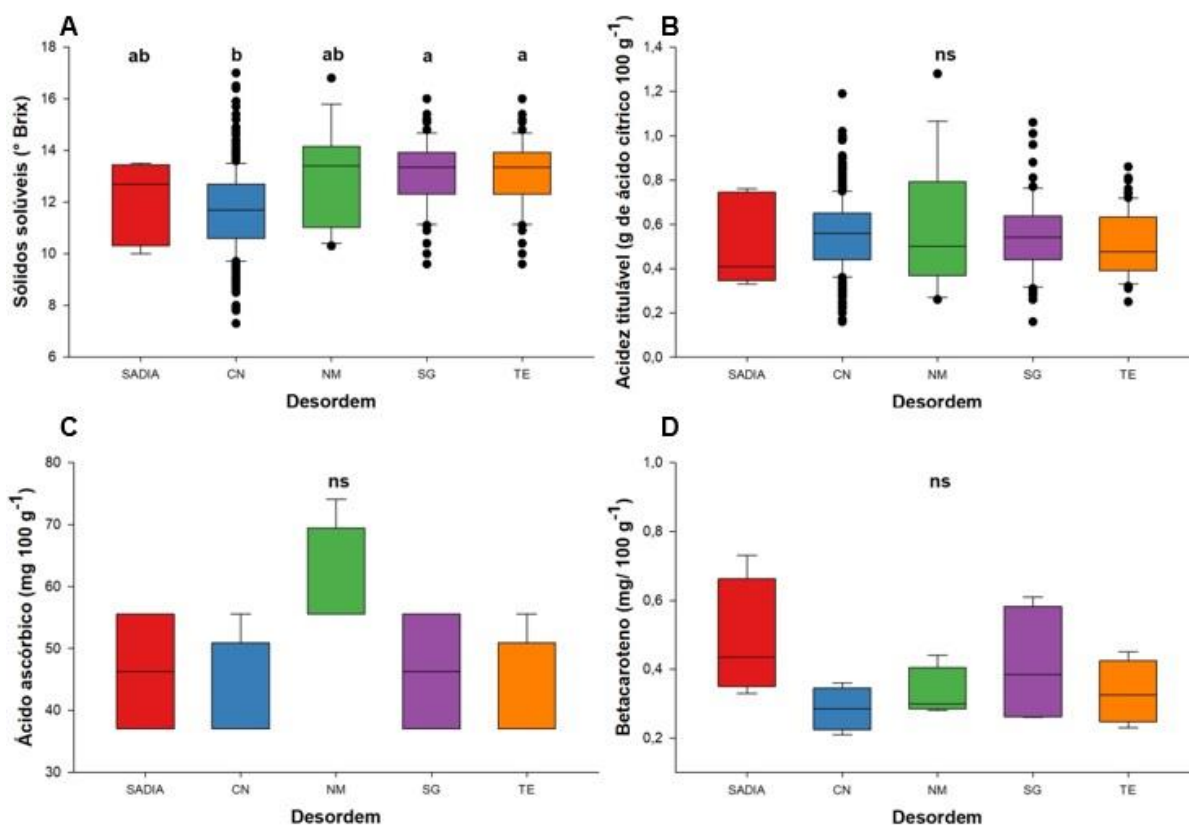 A
ab b ab a a
Sólidos solúveis (° Brix)
18
16
14
12
10
8
6
SADIA CN NM SG TE
Desordem
B
ns
Acidez titulável (g de ácido cítrico 100 g⁻¹)
1,4
1,2
1,0
0,8
0,6
0,4
0,2
0,0
SADIA CN NM SG TE
Desordem
C
ns
Ácido ascórbico (mg 100 g⁻¹)
80
70
60
50
40
30
SADIA CN NM SG TE
Desordem
D
ns
Betacaroteno (mg/ 100 g⁻¹)
1,0
0,8
0,6
0,4
0,2
SADIA CN NM SG TE
Desordem